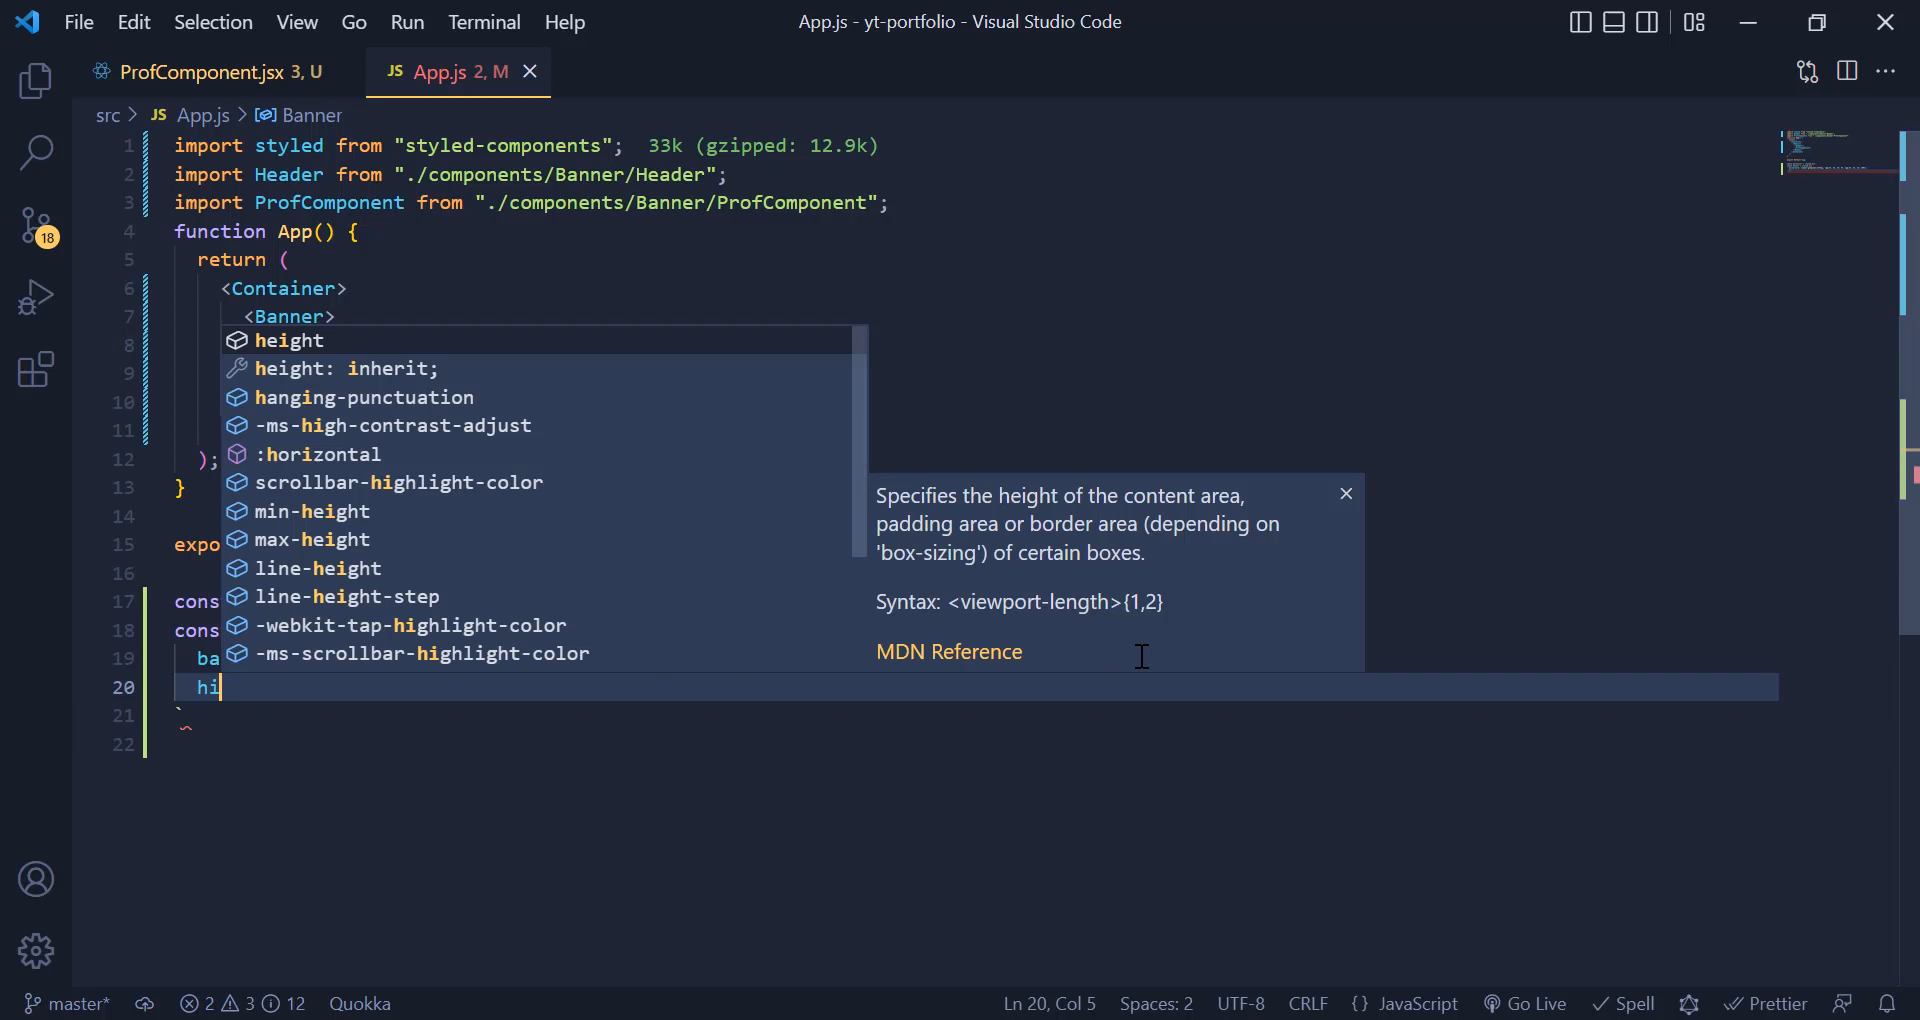 File Edit Selection View Go Run Terminal Help App.js - yt-portfolio - Visual Studio Code
ProfComponent.jsx 3, U JS App.js 2, M
src > JS App.js > Banner
1 import styled from "styled-components"; 33k (gzipped: 12.9k)
2 import Header from "./components/Banner/Header";
3 import ProfComponent from "./components/Banner/ProfComponent";
4 function App() {
5 return (
6 <Container>
7 <Banner>
8 height
9 height: inherit;
10 hanging-punctuation
11 -ms-high-contrast-adjust
12 ); :horizontal
13 } scrollbar-highlight-color
14 min-height
15 expo max-height
16 line-height
17 cons line-height-step
18 cons -webkit-tap-highlight-color
19 ba -ms-scrollbar-highlight-color
Specifies the height of the content area,
padding area or border area (depending on
'box-sizing') of certain boxes.
Syntax: <viewport-length>{1,2}
MDN Reference
20 hi
21 `
22
18
master* 2 3 12 Quokka Ln 20, Col 5 Spaces: 2 UTF-8 CRLF {} JavaScript Go Live Spell Prettier